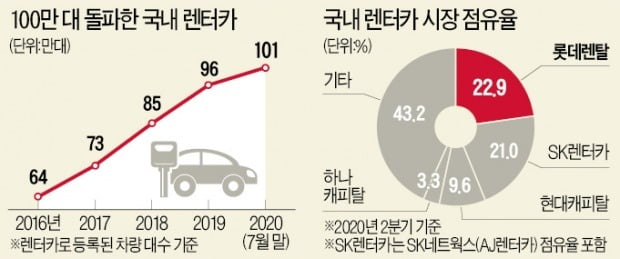 100만 대 돌파한 국내 렌터카
(단위:만대)
64
73
85
96
101
2016년
2017
2018
2019
2020
(7월 말)
※렌터카로 등록된 차량 대수 기준
국내 렌터카 시장 점유율
(단위:%)
롯데렌탈
22.9
SK렌터카
21.0
현대캐피탈
9.6
하나
캐피탈
3.3
기타
43.2
※2020년 2분기 기준
※SK렌터카는 SK네트웍스(AJ렌터카) 점유율 포함